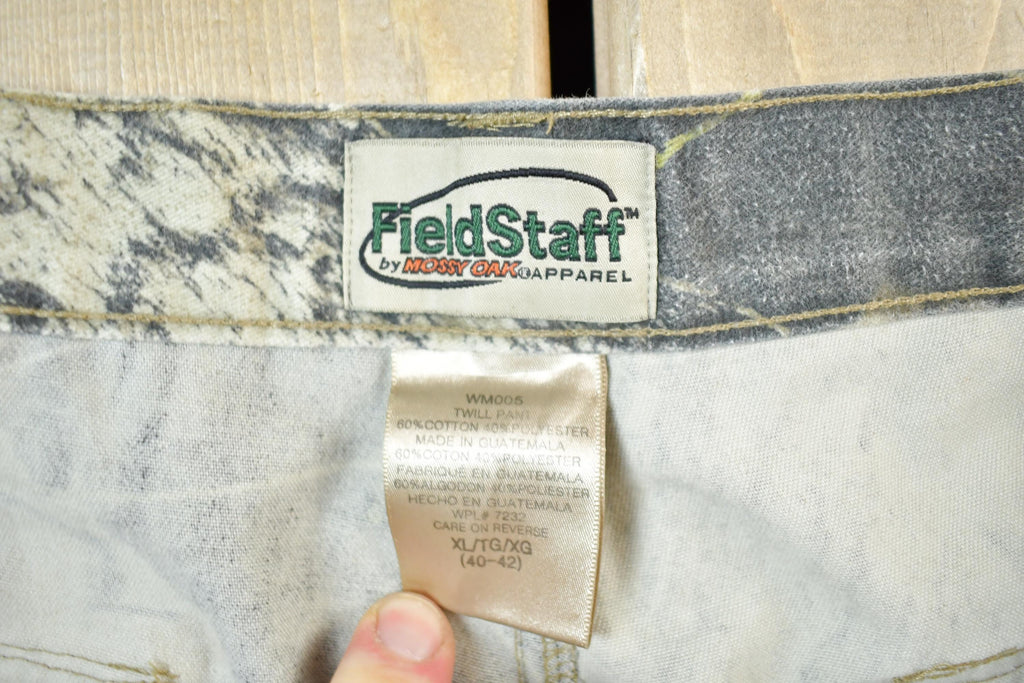 FieldStaff™
by MOSSY OAK® APPAREL
WM005
TWILL PANT
60%COTTON 40%POLYESTER
MADE IN GUATEMALA
60%COTON 40%POLYESTER
FABRIQUÉ EN GUATEMALA
60%ALGODON 40%POLIESTER
HECHO EN GUATEMALA
WPL# 7232
CARE ON REVERSE
XL/TG/XG
(40-42)